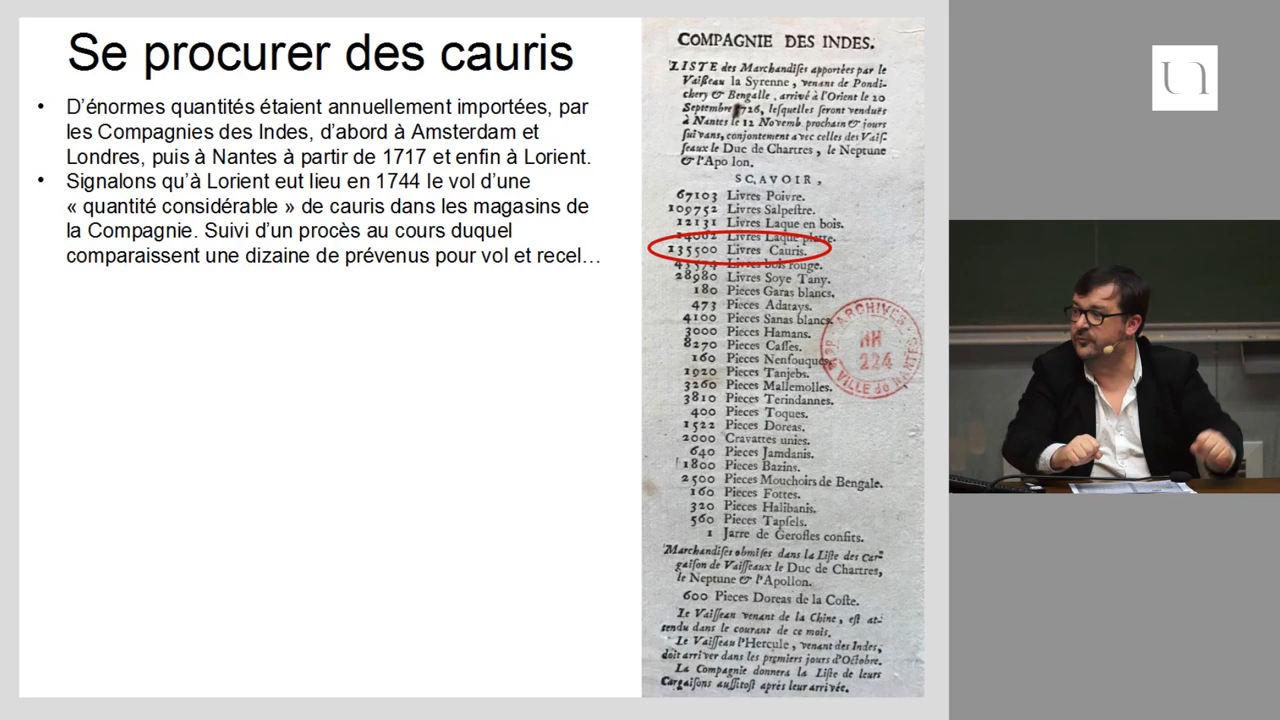 Se procurer des cauris
• D’énormes quantités étaient annuellement importées, par
les Compagnies des Indes, d’abord à Amsterdam et
Londres, puis à Nantes à partir de 1717 et enfin à Lorient.
• Signalons qu’à Lorient eut lieu en 1744 le vol d’une
« quantité considérable » de cauris dans les magasins de
la Compagnie. Suivi d’un procès au cours duquel
comparaissent une dizaine de prévenus pour vol et recel…
COMPAGNIE DES INDES.
LISTE des Marchandiſes apportées par le
Vaiſſeau la Syrenne, venant de Pondi-
chery & Bengalle, arrivé à l'Orient le 20
Septembre 1726, leſquelles ſeront venduës
à Nantes le 12 Novemb. prochain & jours
ſuivans, conjontement avec celles des Vaiſ-
ſeaux le Duc de Chartres, le Neptune
& l'Apo lon.
SCAVOIR,
67103 Livres Poivre.
109752 Livres Salpeſtre.
12131 Livres Laque en bois.
14062 Livres Laque platte.
135500 Livres Cauris.
43574 Livres bois rouge.
28980 Livres Soye Tany.
180 Pieces Garas blancs.
473 Pieces Adatays.
4100 Pieces Sanas blancs.
3000 Pieces Hamans.
8270 Pieces Caſſes.
160 Pieces Nenfouques
1920 Pieces Tanjebs.
3260 Pieces Mallemolles.
3810 Pieces Terindannes.
400 Pieces Toques.
1522 Pieces Doreas.
2000 Cravattes unies.
640 Pieces Jamdanis.
1800 Pieces Bazins.
2500 Pieces Mouchoirs de Bengale.
160 Pieces Fottes.
320 Pieces Halibanis.
560 Pieces Tapſels.
1 Jarre de Gerofles confits.
Marchandiſes obmiſes dans la Liſte des Car-
gaiſon de Vaiſſeaux le Duc de Chartres,
le Neptune & l'Apollon.
600 Pieces Doreas de la Coſte.
Le Vaiſſeau venant de la Chine, eſt at-
tendu dans le courant de ce mois.
Le Vaiſſeau l'Hercule, venant des Indes,
doit arriver dans les premiers jours d'Octobre.
La Compagnie donnera la Liſte de leurs
Cargaiſons auſſitoſt après leur arrivée.
ARCHIVES
HH
224
de la VILLE de NANTES